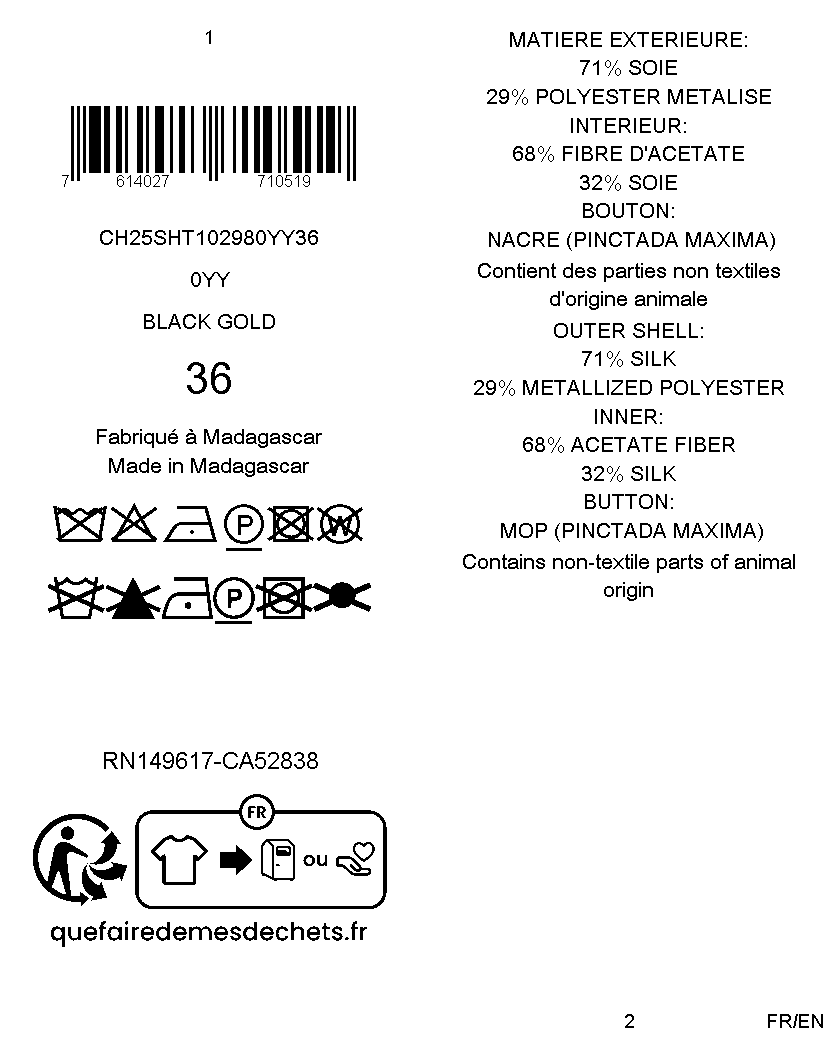 1
7 614027 710519
CH25SHT102980YY36
0YY
BLACK GOLD
36
Fabriqué à Madagascar
Made in Madagascar
P W
P
RN149617-CA52838
FR
ou
quefairedemesdechets.fr
MATIERE EXTERIEURE:
71% SOIE
29% POLYESTER METALISE
INTERIEUR:
68% FIBRE D'ACETATE
32% SOIE
BOUTON:
NACRE (PINCTADA MAXIMA)
Contient des parties non textiles
d'origine animale
OUTER SHELL:
71% SILK
29% METALLIZED POLYESTER
INNER:
68% ACETATE FIBER
32% SILK
BUTTON:
MOP (PINCTADA MAXIMA)
Contains non-textile parts of animal
origin
2
FR/EN